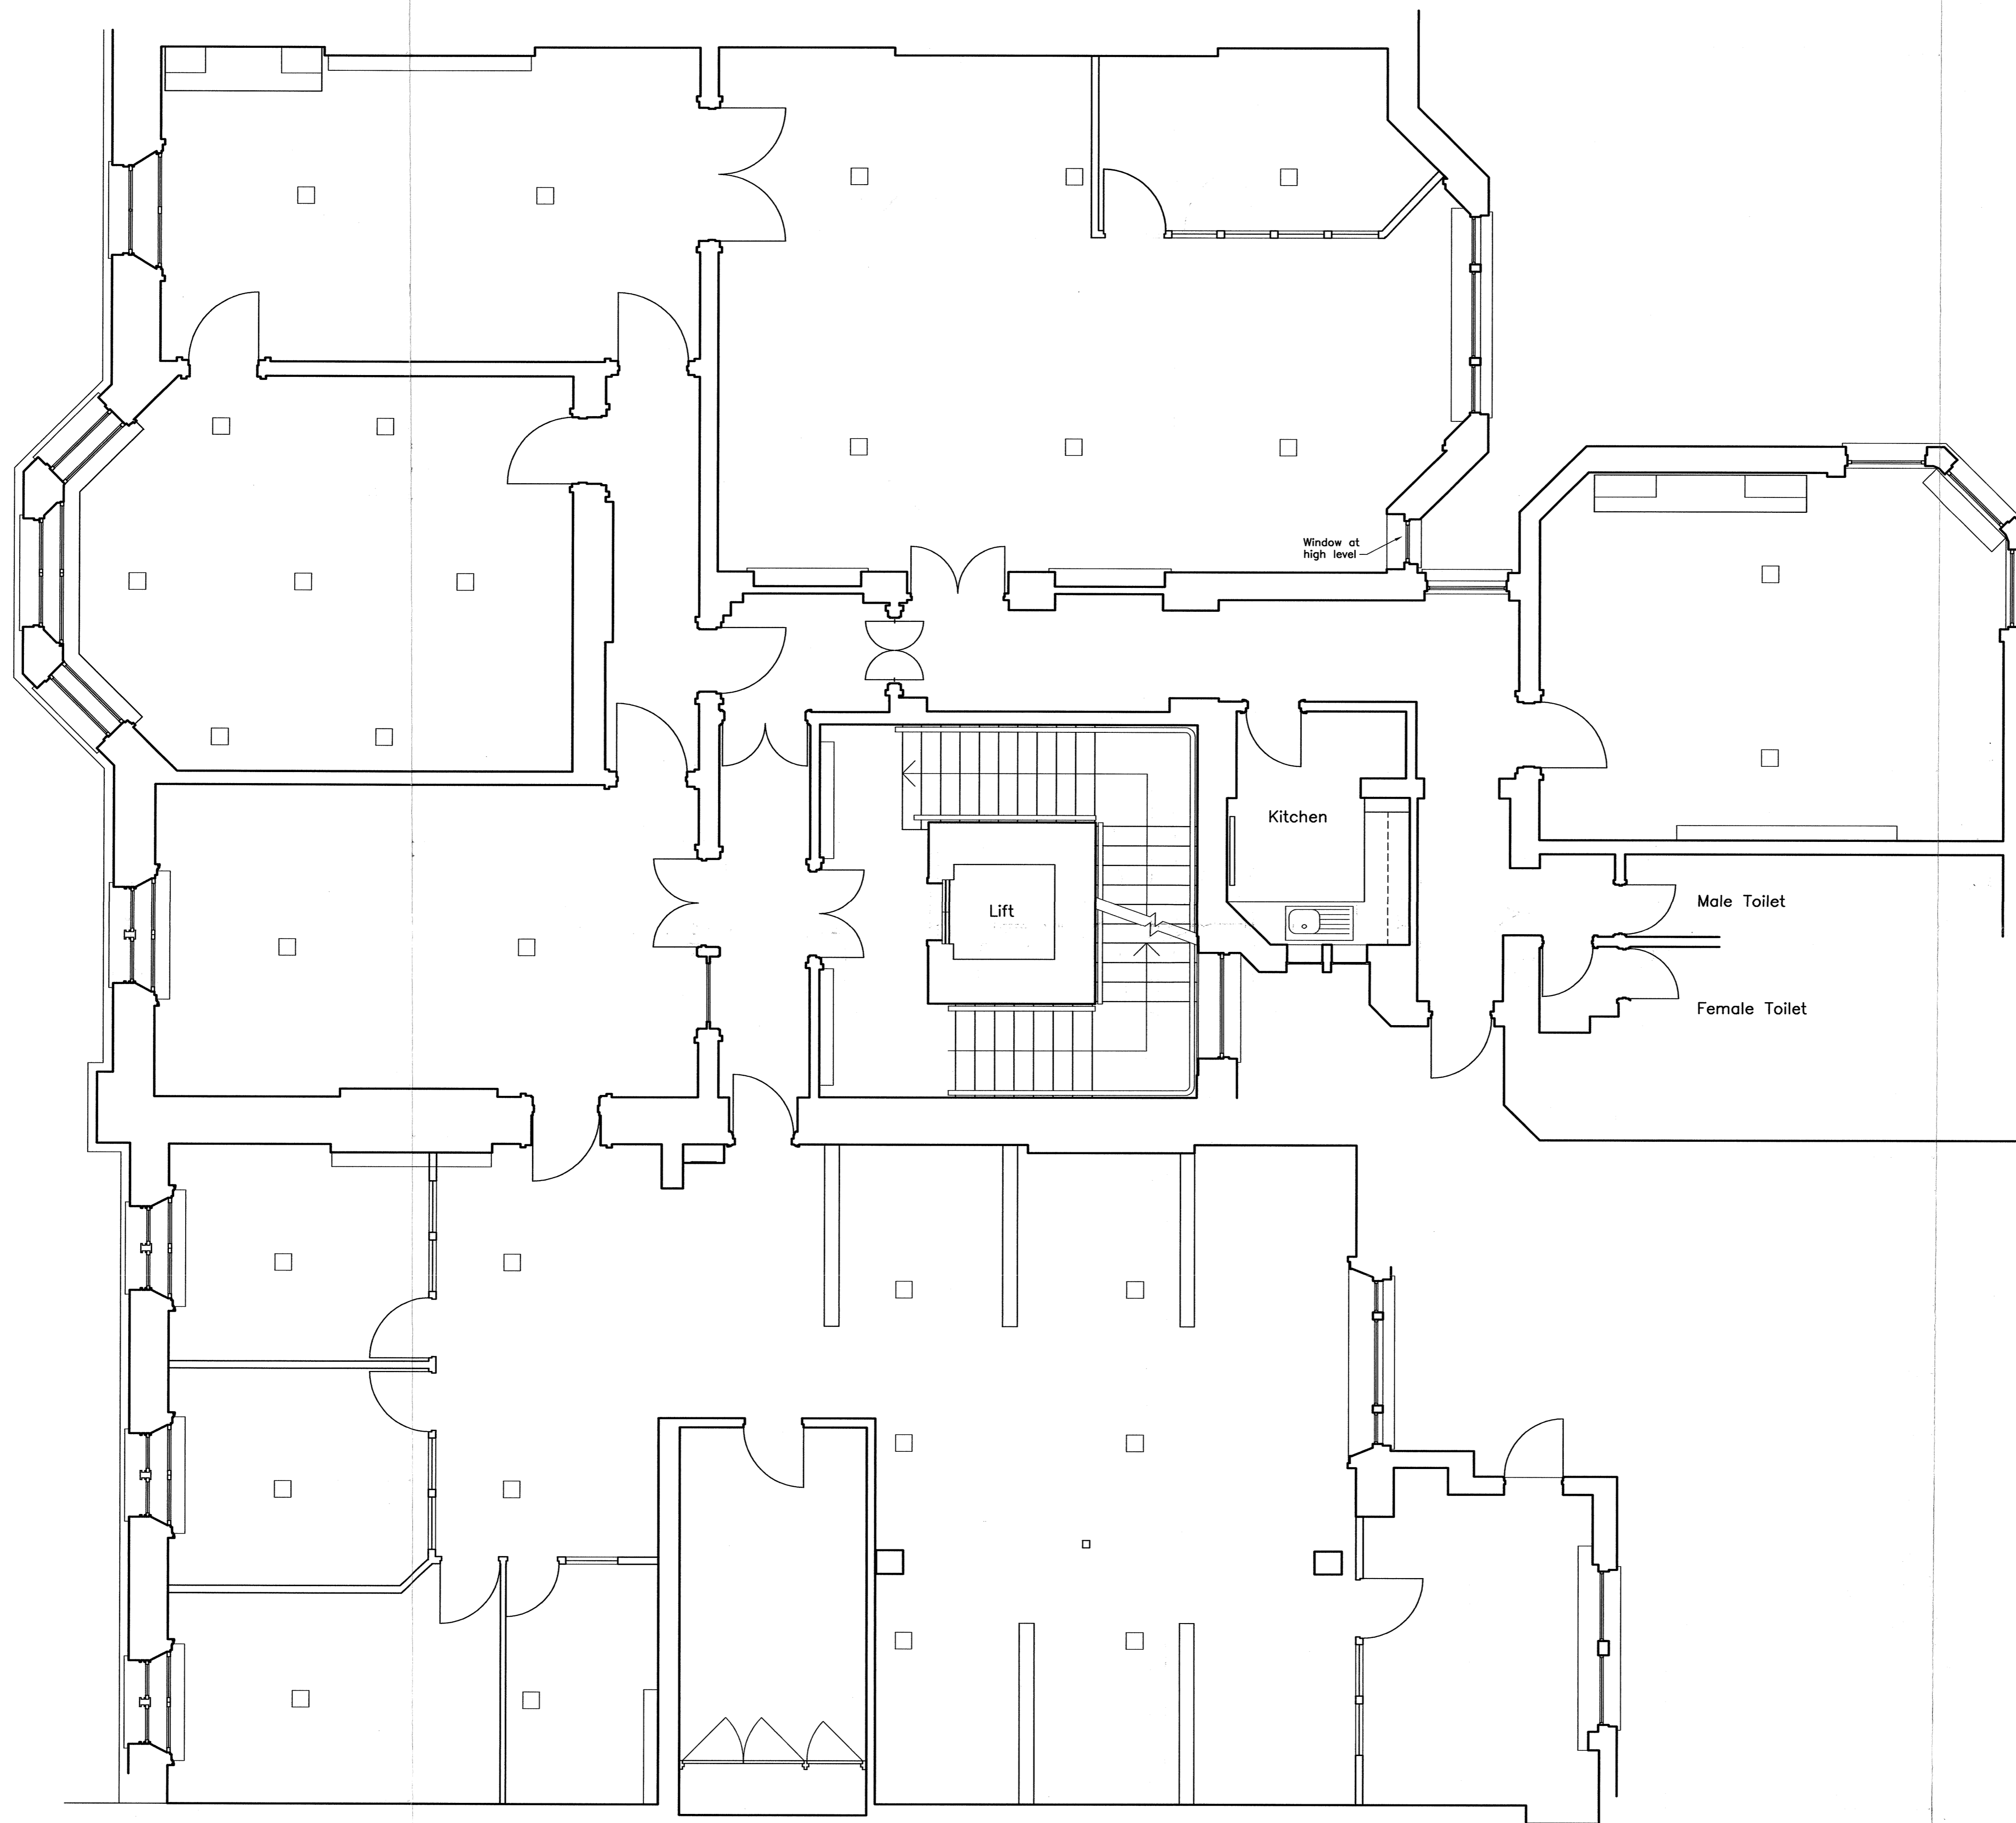 Window at
high level
Kitchen
Lift
Male Toilet
Female Toilet